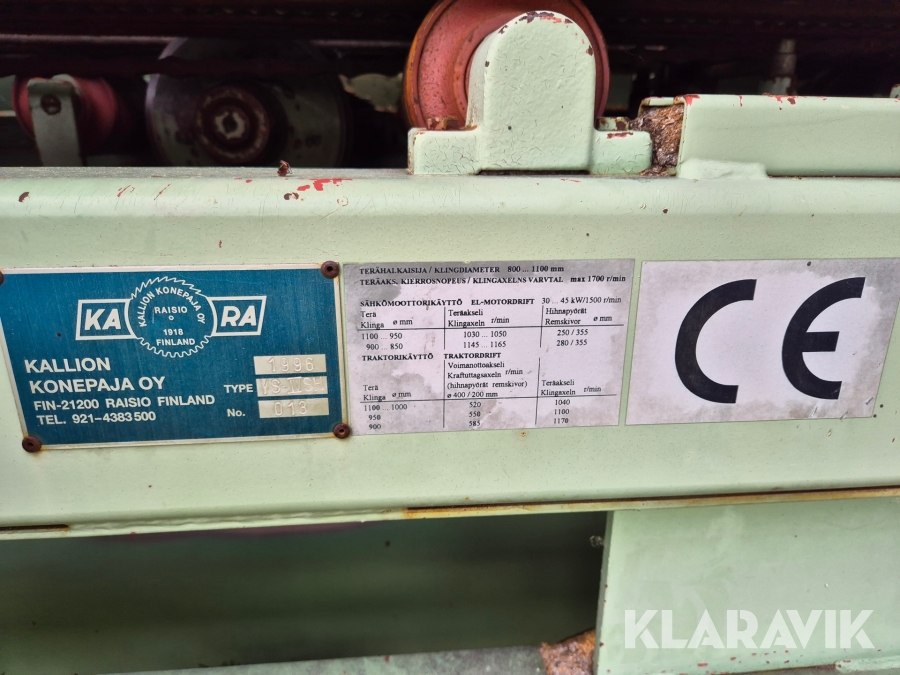 KA RA
KALLION KONEPAJA OY
RAISIO
1918
FINLAND
KALLION
KONEPAJA OY
FIN-21200 RAISIO FINLAND
TEL. 921-4383500
1996
TYPE
No. 013
TERÄHALKAISIJA / KLINGDIAMETER 800 ... 1100 mm
TERÄAKS. KIERROSNOPEUS / KLINGAXELNS VARVTAL max 1700 r/min
SÄHKÖMOOTTORIKÄYTTÖ EL-MOTORDRIFT 30 ... 45 kW/1500 r/min
Terä Teräakseli Hihnapyörät
Klinga ø mm Klingaxeln r/min Remskivor ø mm
1100 ... 950 1030 ... 1050 250 / 355
900 ... 850 1145 ... 1165 280 / 355
TRAKTORIKÄYTTÖ TRAKTORDRIFT
Voimanottoakseli
Kraftuttagsaxeln r/min
Terä (hihnapyörät remskivor) Teräakseli
Klinga ø mm ø 400 / 200 mm Klingaxeln r/min
1100 ... 1000 520 1040
950 550 1100
900 585 1170
CE
KLARAVIK